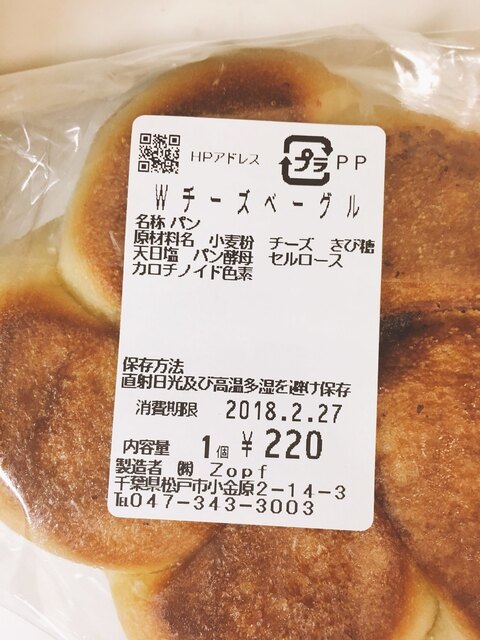 HPアドレス プラ PP
Wチーズベーグル
名称 パン
原材料名 小麦粉 チーズ きび糖
天日塩 パン酵母 セルロース
カロチノイド色素
保存方法
直射日光及び高温多湿を避け保存
消費期限 2018.2.27
内容量 1個 ¥220
製造者 ㈱ Zopf
千葉県松戸市小金原2-14-3
℡047-343-3003